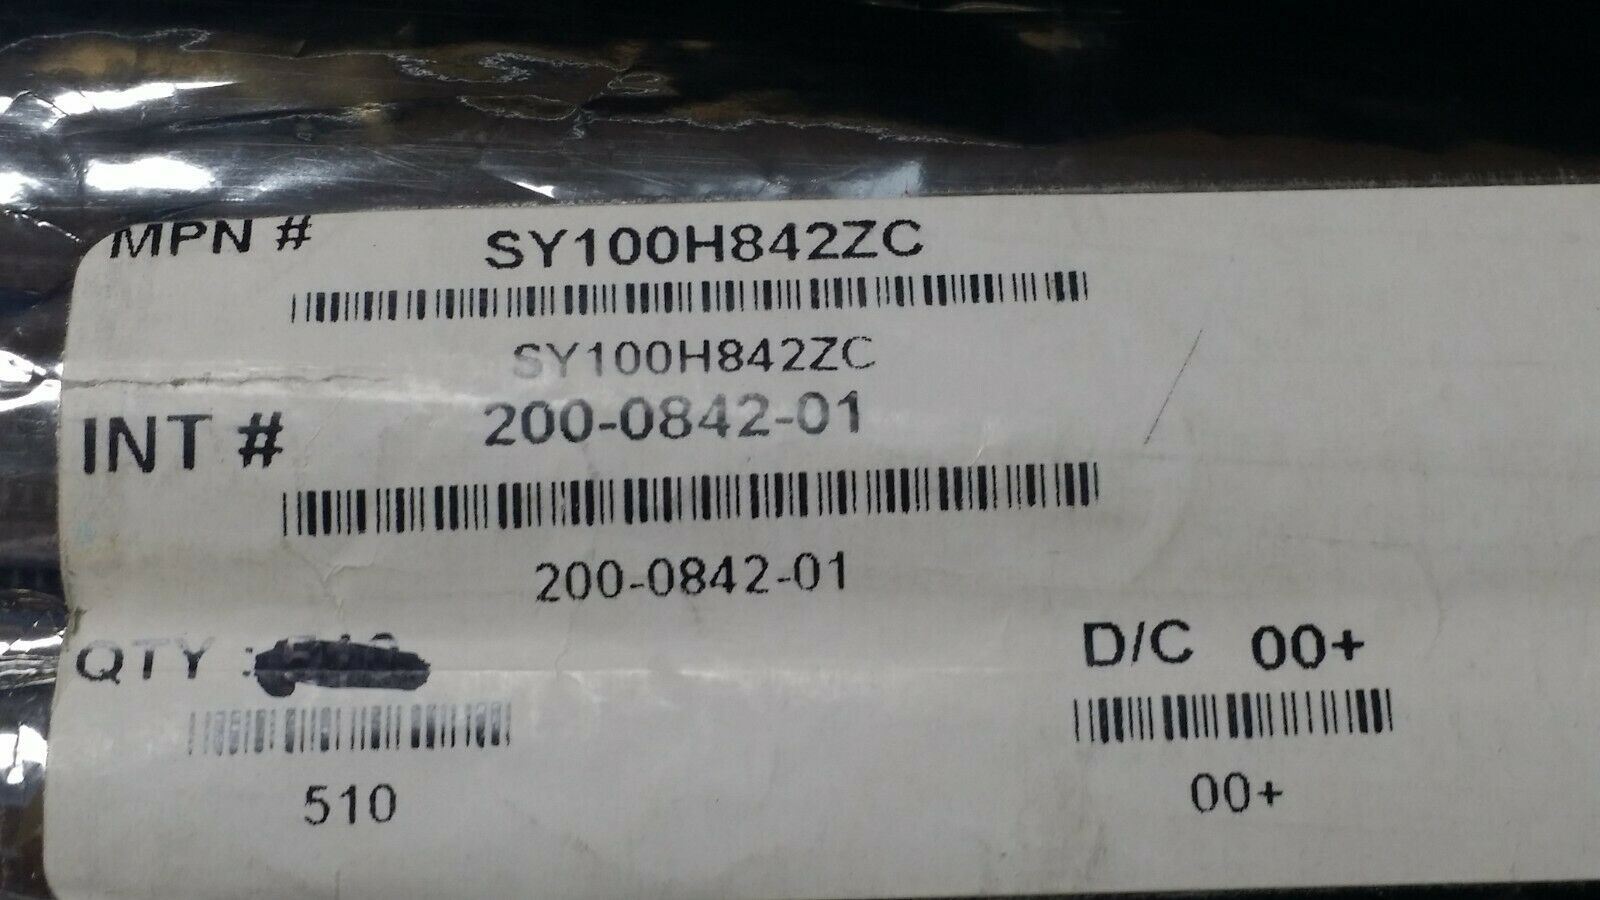 MPN # SY100H842ZC
SY100H842ZC
INT # 200-0842-01
200-0842-01
QTY : D/C 00+
510 00+